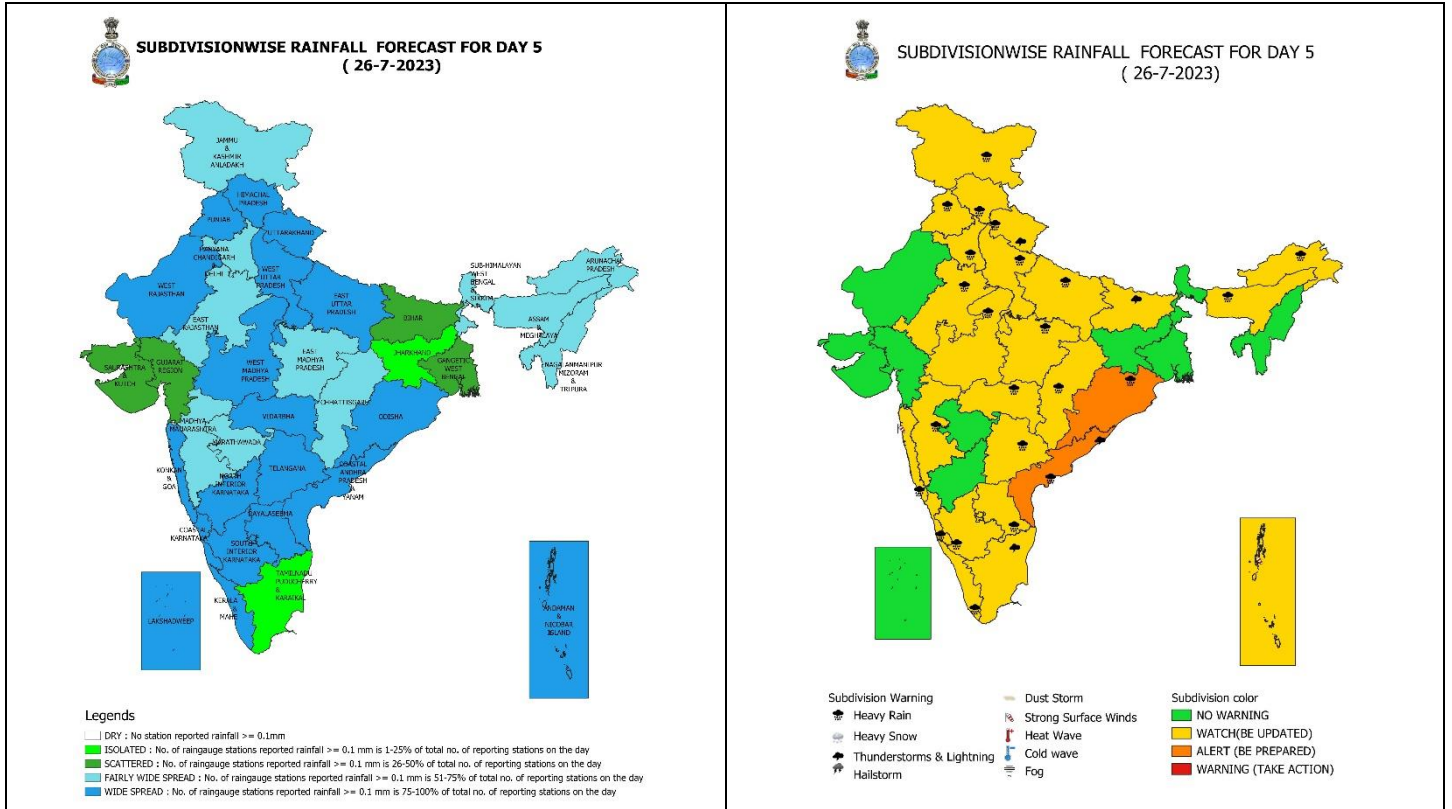 SUBDIVISIONWISE RAINFALL FORECAST FOR DAY 5
( 26-7-2023)
JAMMU
&
KASHMIR
ANLADAKH
HIMACHAL
PRADESH
PUNJAB
UTTARAKHAND
HARYANA
CHANDIGARH
&
DELHI
WEST
UTTAR
PRADESH
WEST
RAJASTHAN
EAST
RAJASTHAN
EAST
UTTAR
PRADESH
BIHAR
SUB-HIMALAYAN
WEST
BENGAL
&
SIKKIM
ARUNACHAL
PRADESH
ASSAM
&
MEGHALAYA
NAGALANMANIPUR
MIZORAM
&
TRIPURA
JHARKHAND
GANGETIC
WEST
BENGAL
SAURASHTRA
&
KUTCH
GUJARAT
REGION
WEST
MADHYA
PRADESH
EAST
MADHYA
PRADESH
CHHATTISGARH
ODISHA
VIDARBHA
MADHYA
MAHARASHTRA
MARATHAWADA
KONKAN
&
GOA
NORTH
INTERIOR
KARNATAKA
TELANGANA
COASTAL
ANDHRA
PRADESH
&
YANAM
RAYALASEEMA
COASTAL
KARNATAKA
SOUTH
INTERIOR
KARNATAKA
TAMILNADU
PUDUCHERRY
&
KARAIKAL
KERALA
&
MAHE
LAKSHADWEEP
ANDAMAN
&
NICOBAR
ISLAND
Legends
DRY : No station reported rainfall >= 0.1mm
ISOLATED : No. of raingauge stations reported rainfall >= 0.1 mm is 1-25% of total no. of reporting stations on the day
SCATTERED : No. of raingauge stations reported rainfall >= 0.1 mm is 26-50% of total no. of reporting stations on the day
FAIRLY WIDE SPREAD : No. of raingauge stations reported rainfall >= 0.1 mm is 51-75% of total no. of reporting stations on the day
WIDE SPREAD : No. of raingauge stations reported rainfall >= 0.1 mm is 75-100% of total no. of reporting stations on the day
SUBDIVISIONWISE RAINFALL FORECAST FOR DAY 5
( 26-7-2023)
Subdivision Warning
Heavy Rain
Heavy Snow
Thunderstorms & Lightning
Hailstorm
Dust Storm
Strong Surface Winds
Heat Wave
Cold wave
Fog
Subdivision color
NO WARNING
WATCH(BE UPDATED)
ALERT (BE PREPARED)
WARNING (TAKE ACTION)